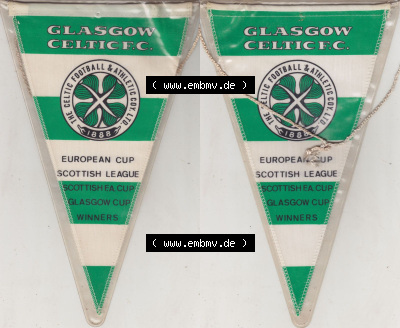 GLASGOW
CELTIC F.C.
THE CELTIC FOOTBALL & ATHLETIC COY. LTD.
1888
EUROPEAN CUP
SCOTTISH LEAGUE
SCOTTISH F.A. CUP
GLASGOW CUP
WINNERS
GLASGOW
CELTIC F.C.
THE CELTIC FOOTBALL & ATHLETIC COY. LTD.
1888
EUROPEAN CUP
SCOTTISH LEAGUE
SCOTTISH F.A. CUP
GLASGOW CUP
WINNERS
( www.embmv.de )
( www.embmv.de )